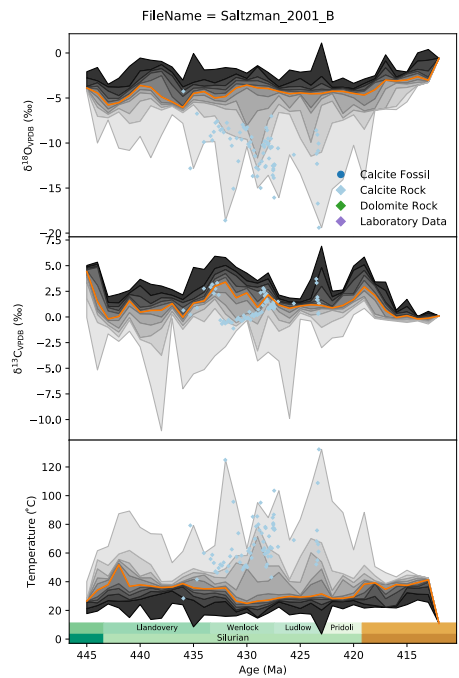 FileName = Saltzman_2001_B
0
−5
−10
−15
−20
δ18OVPDB (‰)
Calcite Fossil
Calcite Rock
Dolomite Rock
Laboratory Data
7.5
5.0
2.5
0.0
−2.5
−5.0
−7.5
−10.0
δ13CVPDB (‰)
120
100
80
60
40
20
0
Temperature (˚C)
Llandovery Wenlock Ludlow Pridoli
Silurian
445 440 435 430 425 420 415
Age (Ma)